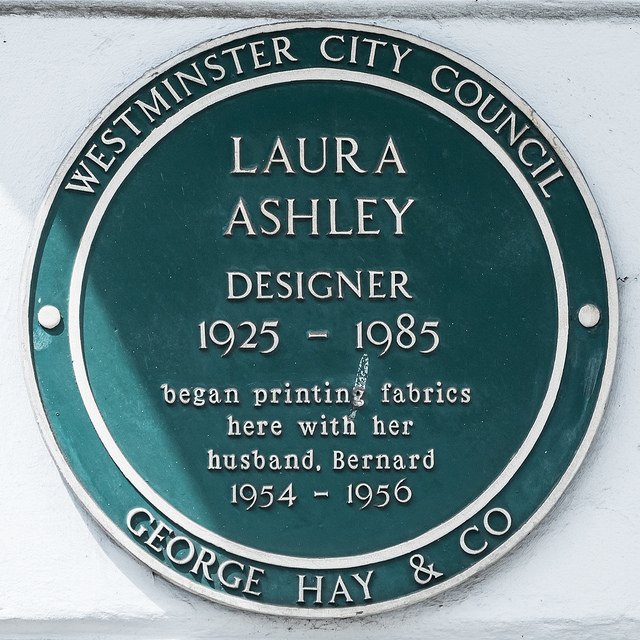 WESTMINSTER CITY COUNCIL
LAURA
ASHLEY
DESIGNER
1925 - 1985
began printing fabrics
here with her
husband, Bernard
1954 - 1956
GEORGE HAY & CO